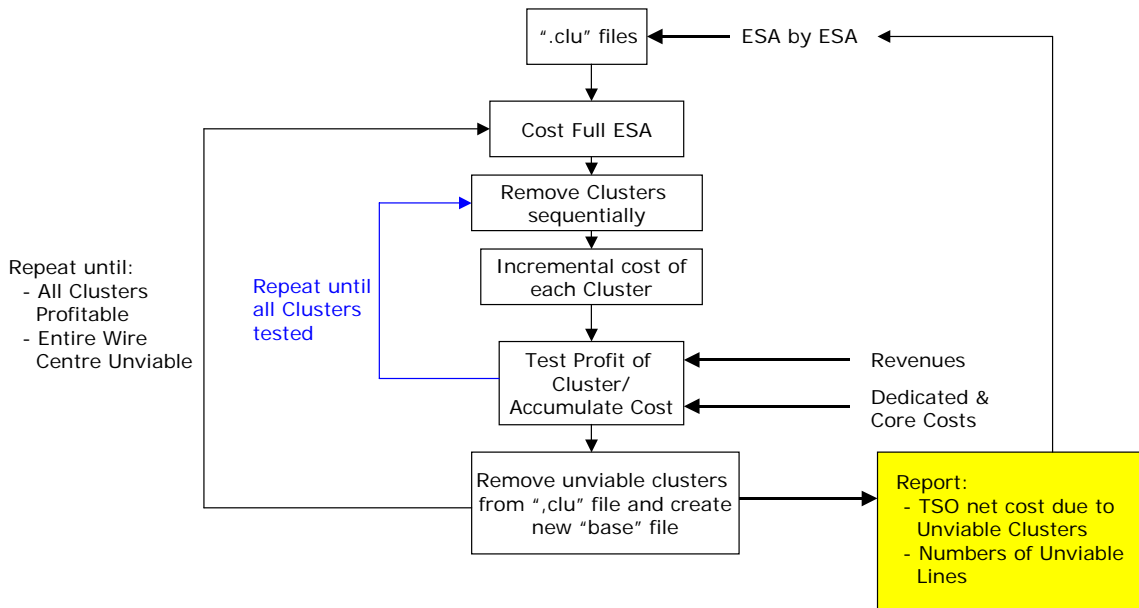 “.clu” files
ESA by ESA
Cost Full ESA
Remove Clusters
sequentially
Incremental cost of
each Cluster
Repeat until:
- All Clusters
Profitable
- Entire Wire
Centre Unviable
Repeat until
all Clusters
tested
Test Profit of
Cluster/
Accumulate Cost
Revenues
Dedicated &
Core Costs
Remove unviable clusters
from “,clu” file and create
new “base” file
Report:
- TSO net cost due to
Unviable Clusters
- Numbers of Unviable
Lines